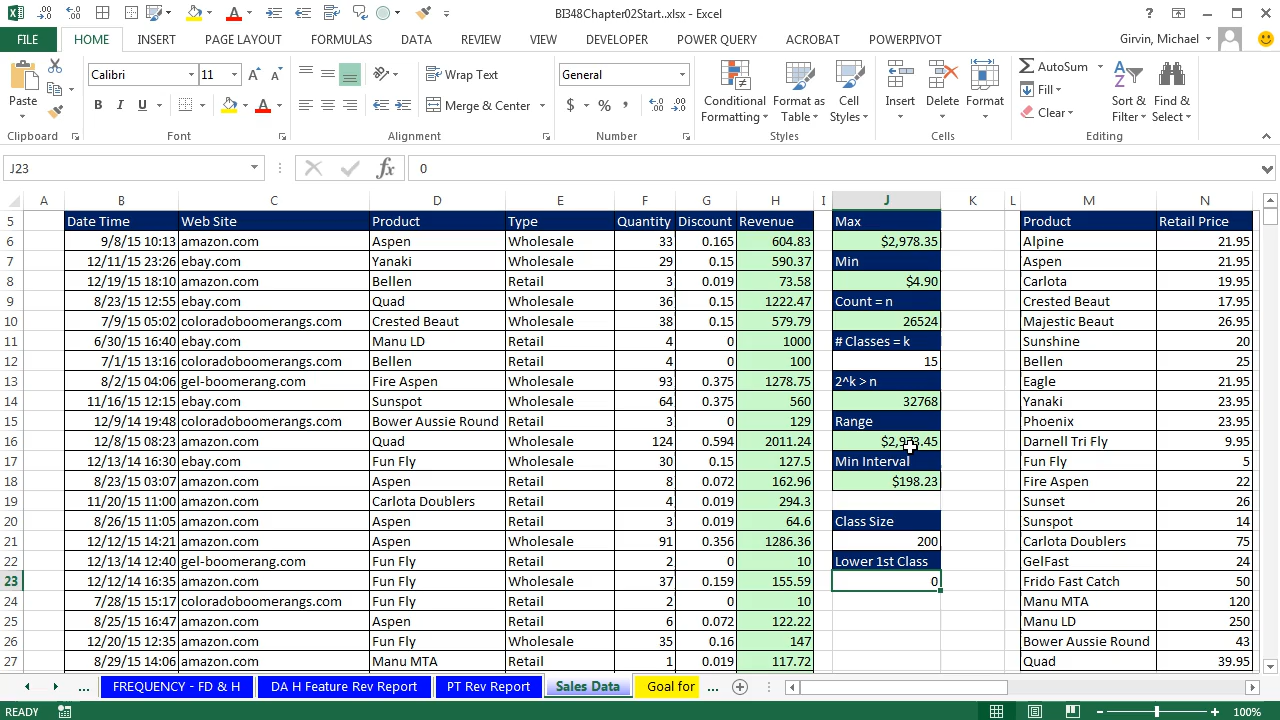 BI348Chapter02Start..xlsx - Excel
FILE HOME INSERT PAGE LAYOUT FORMULAS DATA REVIEW VIEW DEVELOPER POWER QUERY ACROBAT POWERPIVOT Girvin, Michael
Calibri 11 Wrap Text General AutoSum
Paste Merge & Center Conditional Formatting Format as Table Cell Styles Insert Delete Format Fill Sort & Filter Find & Select
Clear
Clipboard Font Alignment Number Styles Cells Editing
J23 fx 0
A B C D E F G H I J K L M N
5 Date Time Web Site Product Type Quantity Discount Revenue Max Product Retail Price
6 9/8/15 10:13 amazon.com Aspen Wholesale 33 0.165 604.83 $2,978.35 Alpine 21.95
7 12/11/15 23:26 ebay.com Yanaki Wholesale 29 0.15 590.37 Min Aspen 21.95
8 12/19/15 18:10 amazon.com Bellen Retail 3 0.019 73.58 $4.90 Carlota 19.95
9 8/23/15 12:55 ebay.com Quad Wholesale 36 0.15 1222.47 Count = n Crested Beaut 17.95
10 7/9/15 05:02 coloradoboomerangs.com Crested Beaut Wholesale 38 0.15 579.79 26524 Majestic Beaut 26.95
11 6/30/15 16:40 ebay.com Manu LD Retail 4 0 1000 # Classes = k Sunshine 20
12 7/1/15 13:16 coloradoboomerangs.com Bellen Retail 4 0 100 15 Bellen 25
13 8/2/15 04:06 gel-boomerang.com Fire Aspen Wholesale 93 0.375 1278.75 2^k > n Eagle 21.95
14 11/16/15 12:15 ebay.com Sunspot Wholesale 64 0.375 560 32768 Yanaki 23.95
15 12/9/15 19:48 coloradoboomerangs.com Bower Aussie Round Retail 3 0 129 Range Phoenix 23.95
16 12/8/15 08:23 amazon.com Quad Wholesale 124 0.594 2011.24 Darnell Tri Fly 9.95
17 12/13/14 16:30 ebay.com Fun Fly Wholesale 30 0.15 127.5 Min Interval Fun Fly 5
18 8/23/15 03:07 amazon.com Aspen Retail 8 0.072 162.96 $198.23 Fire Aspen 22
19 11/20/15 11:00 amazon.com Carlota Doublers Retail 4 0.019 294.3 Sunset 26
20 8/26/15 11:05 amazon.com Aspen Retail 3 0.019 64.6 Class Size Sunspot 14
21 12/12/15 14:21 amazon.com Aspen Wholesale 91 0.356 1286.36 200 Carlota Doublers 75
22 12/13/14 12:40 gel-boomerang.com Fun Fly Retail 2 0 10 Lower 1st Class GelFast 24
23 12/12/14 16:35 amazon.com Fun Fly Wholesale 37 0.159 155.59 0 Frido Fast Catch 50
24 7/28/15 15:17 coloradoboomerangs.com Fun Fly Retail 2 0 10 Manu MTA 120
25 8/25/15 16:47 amazon.com Aspen Retail 6 0.072 122.22 Manu LD 250
26 12/20/15 12:35 amazon.com Fun Fly Wholesale 35 0.16 147 Bower Aussie Round 43
27 8/29/15 14:06 amazon.com Manu MTA Retail 1 0.019 117.72 Quad 39.95
... FREQUENCY - FD & H DA H Feature Rev Report PT Rev Report Sales Data Goal for ...
READY 100%